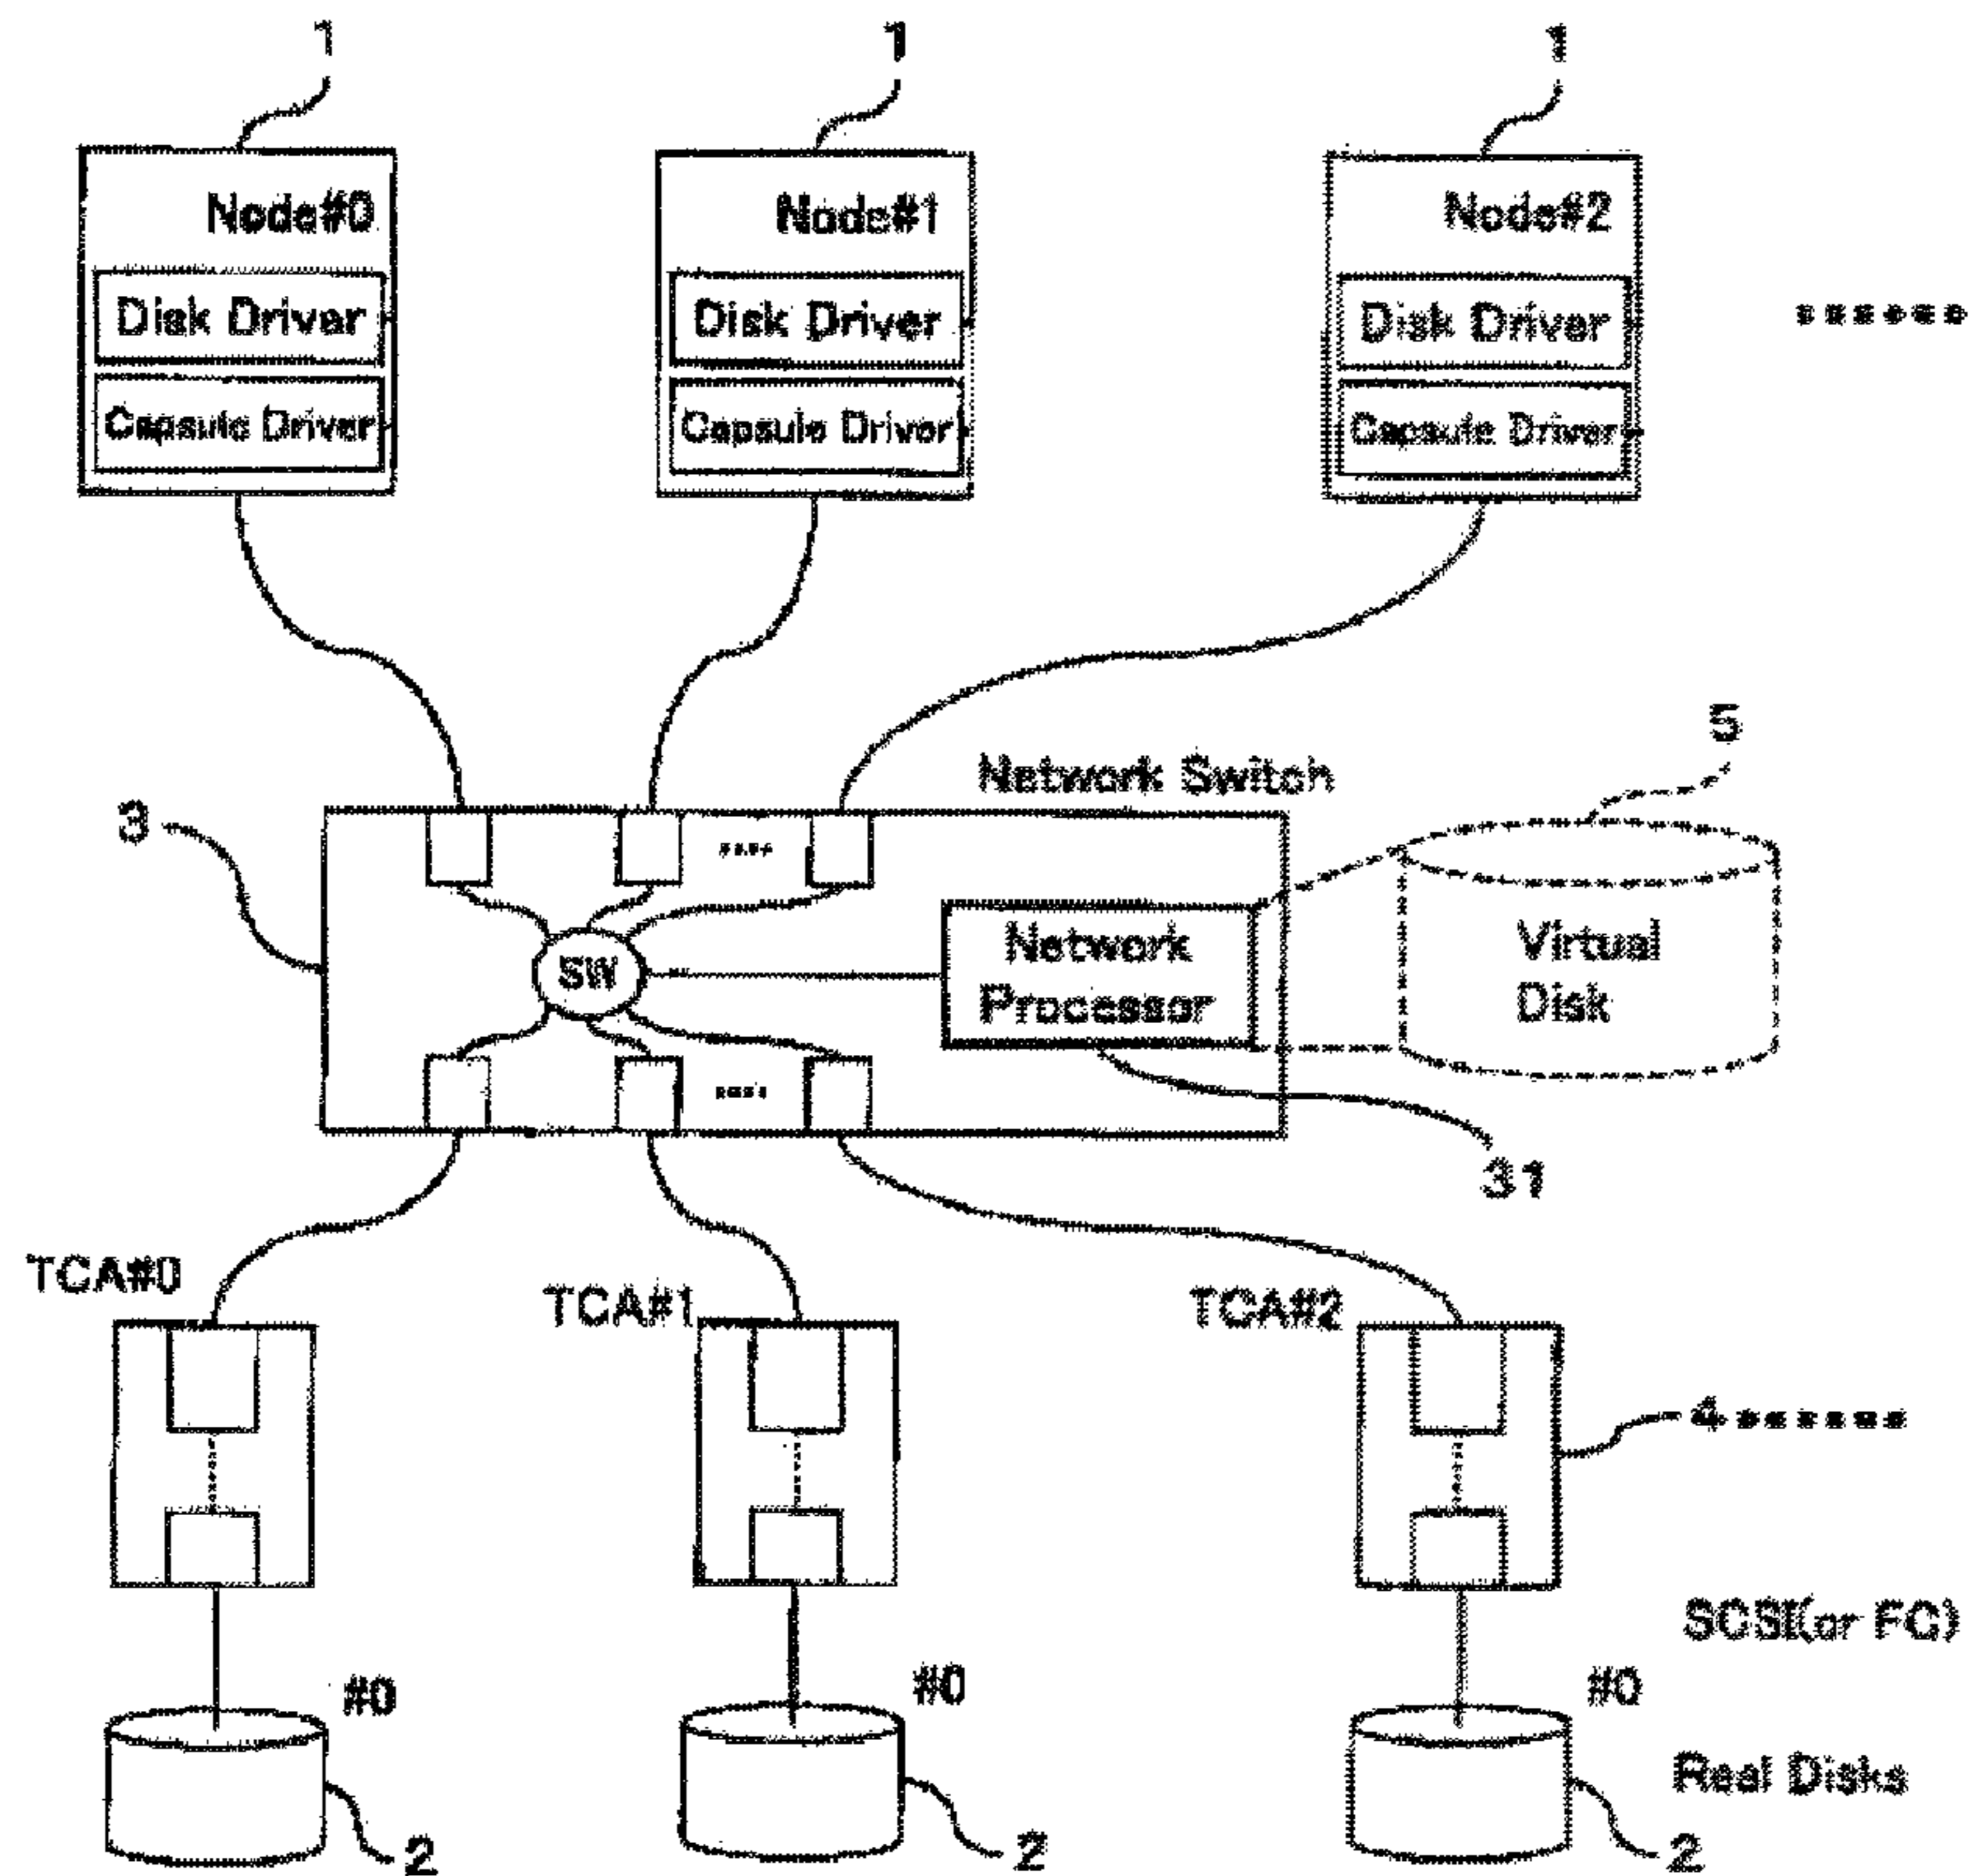 1 1 1
Node#0 Node#1 Node#2
Disk Driver Disk Driver Disk Driver
Capsule Driver Capsule Driver Capsule Driver
5
Network Switch
3
SW
Network
Processor
Virtual
Disk
31
TCA#0
TCA#1
TCA#2
4
SCSI(or FC)
#0 #0 #0
Real Disks
2 2 2